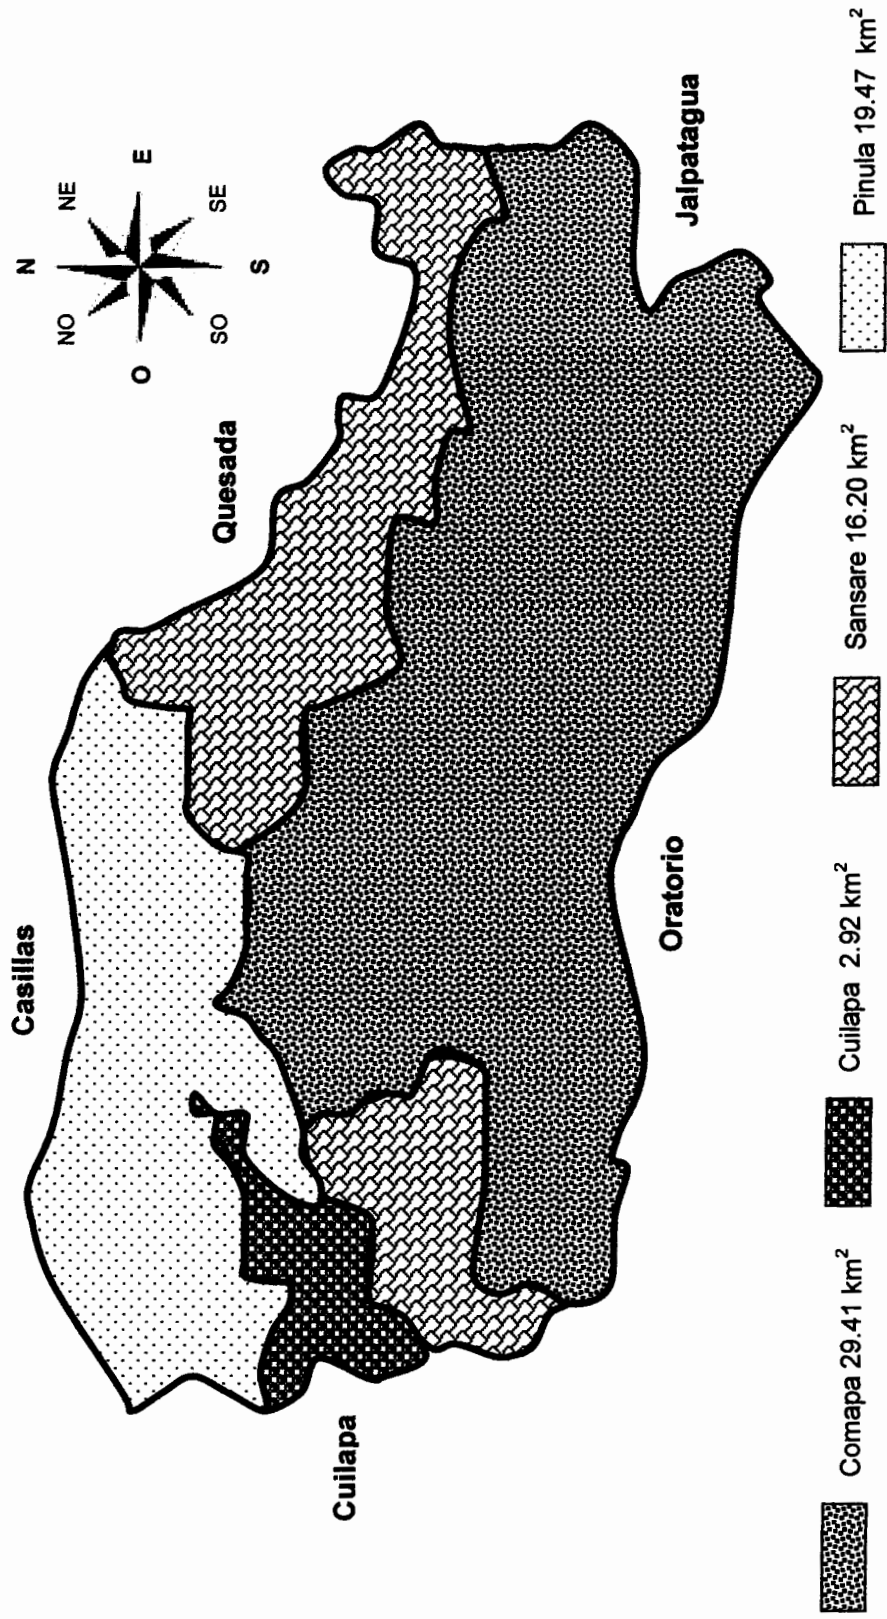 N
NO
NE
O
E
SO
SE
S
Casillas
Quesada
Cuilapa
Jalpatagua
Oratorio
Comapa 29.41 km²
Cuilapa 2.92 km²
Sansare 16.20 km²
Pinula 19.47 km²